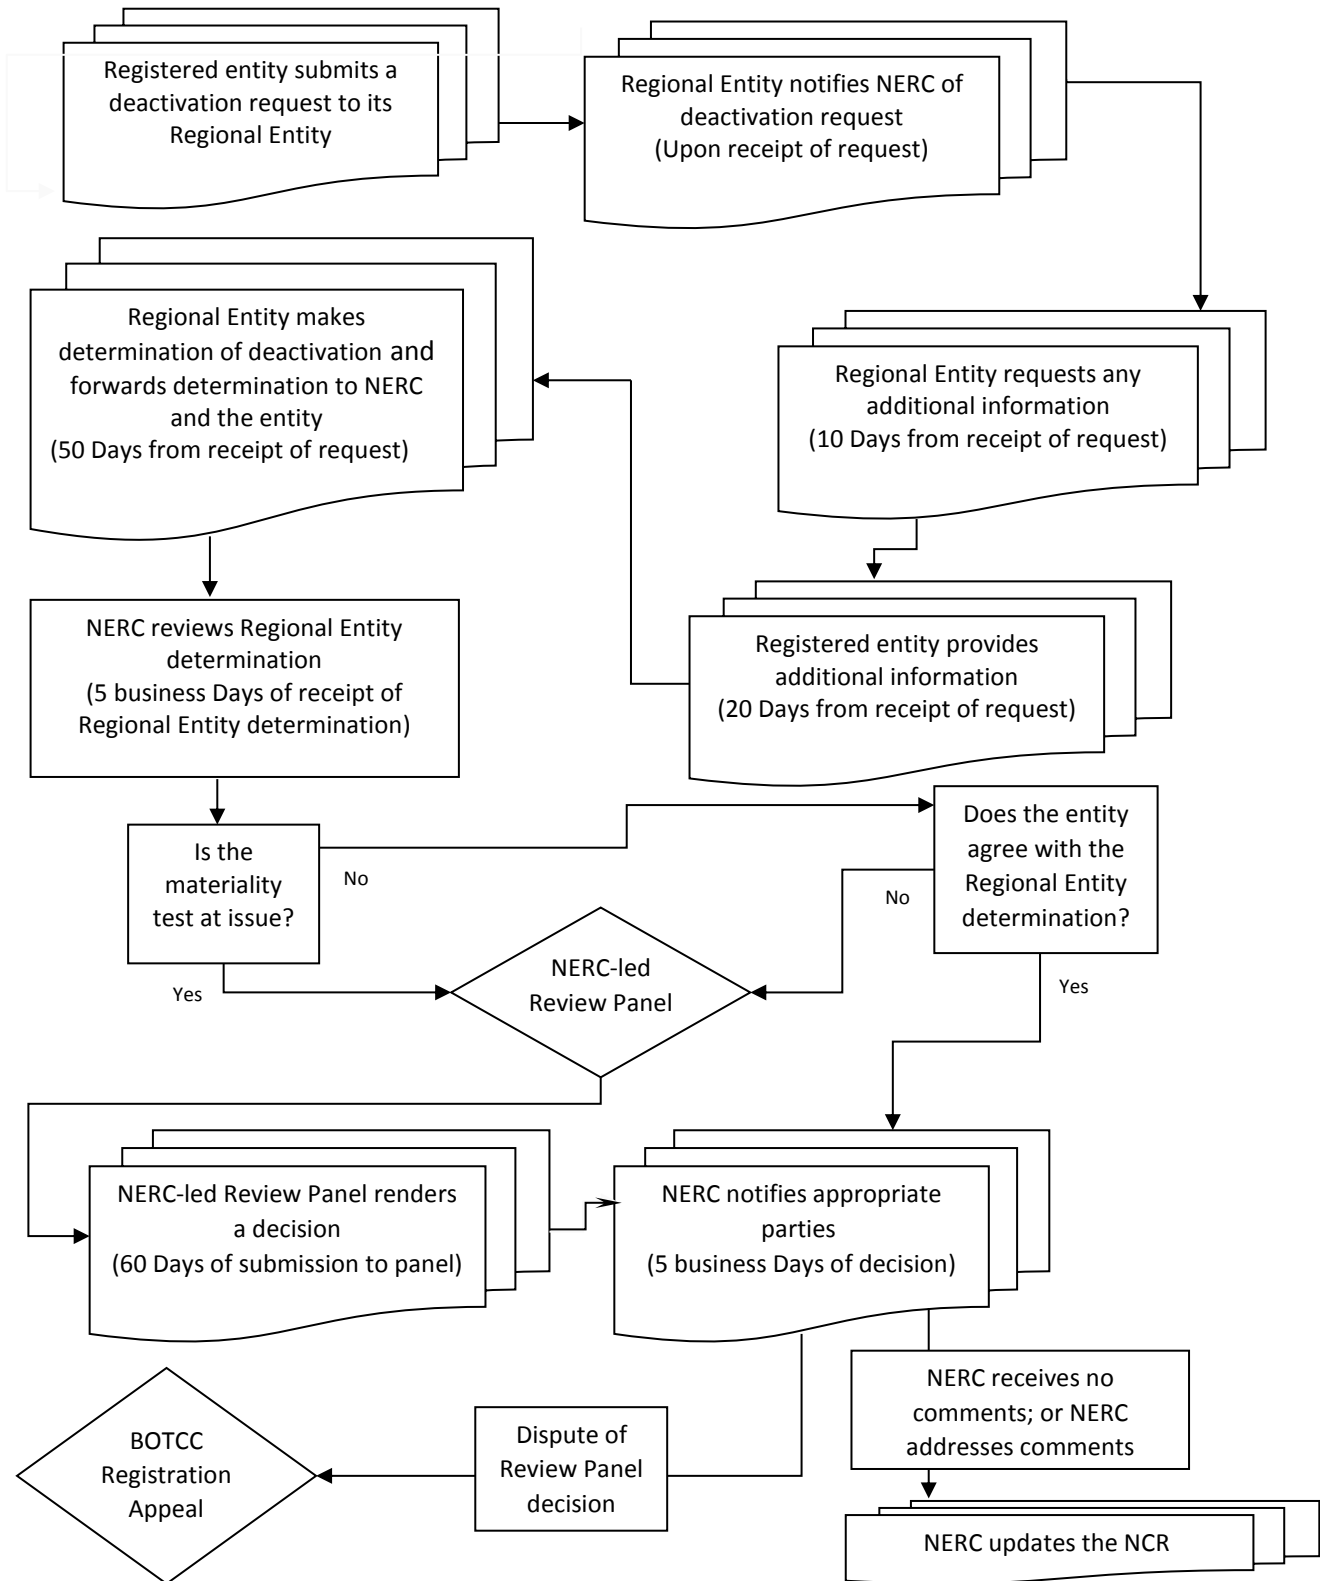 Registered entity submits a
deactivation request to its
Regional Entity
Regional Entity notifies NERC of
deactivation request
(Upon receipt of request)
Regional Entity requests any
additional information
(10 Days from receipt of request)
Registered entity provides
additional information
(20 Days from receipt of request)
Regional Entity makes
determination of deactivation and
forwards determination to NERC
and the entity
(50 Days from receipt of request)
NERC reviews Regional Entity
determination
(5 business Days of receipt of
Regional Entity determination)
Is the
materiality
test at issue?
No
Yes
Does the entity
agree with the
Regional Entity
determination?
No
Yes
NERC-led
Review Panel
NERC-led Review Panel renders
a decision
(60 Days of submission to panel)
NERC notifies appropriate
parties
(5 business Days of decision)
Dispute of
Review Panel
decision
BOTCC
Registration
Appeal
NERC receives no
comments; or NERC
addresses comments
NERC updates the NCR